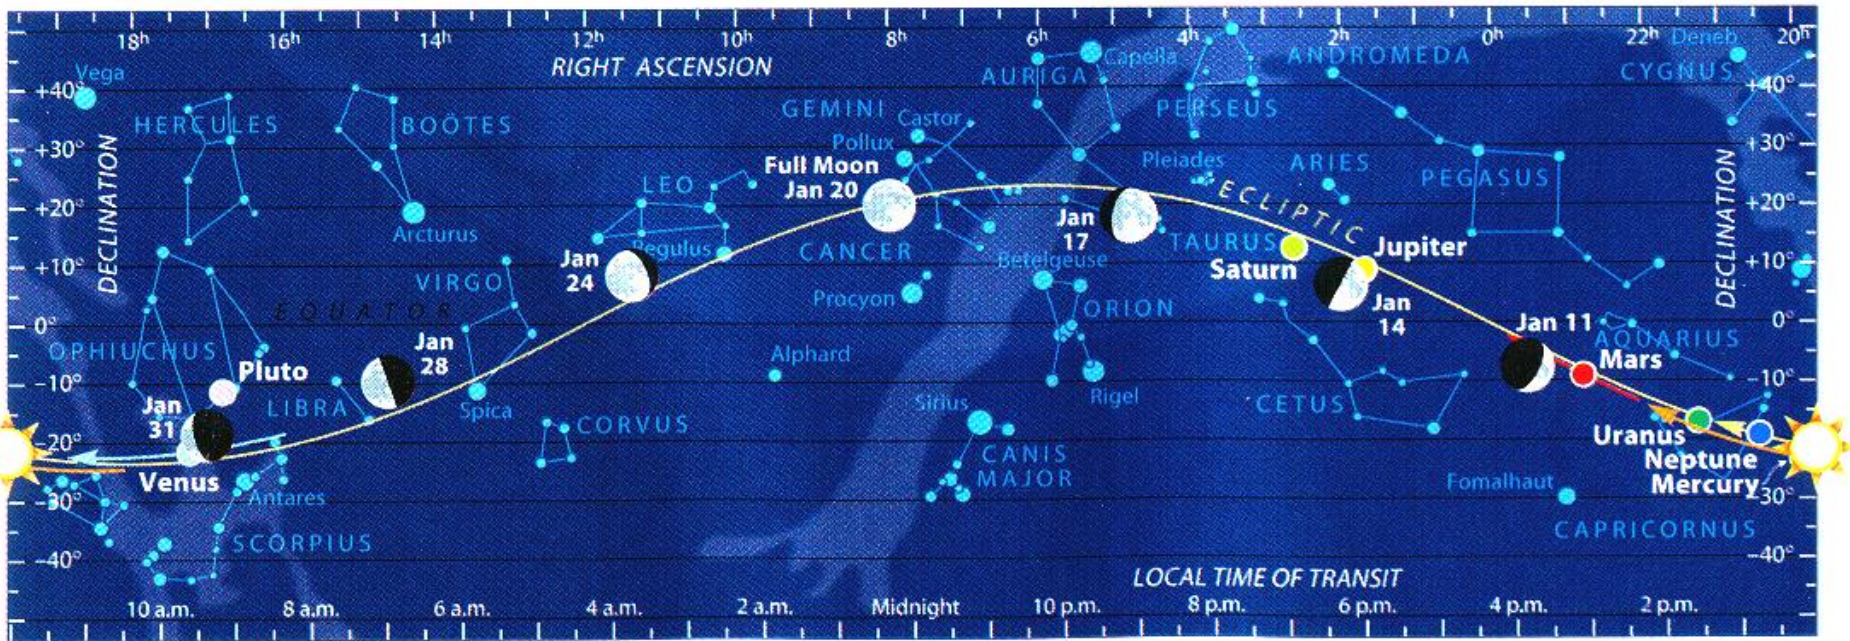 18h 16h 14h 12h 10h 8h 6h 4h 2h 0h 22h 20h
RIGHT ASCENSION
Vega
Capella
AURIGA
ANDROMEDA
Deneb
CYGNUS
+40°
+40°
GEMINI
Castor
PERSEUS
HERCULES
BOÖTES
Pollux
+30°
+30°
Full Moon
Jan 20
Pleiades
ARIES
PEGASUS
LEO
ECLIPTIC
DECLINATION
DECLINATION
+20°
+20°
Arcturus
Jan
17
Regulus
CANCER
TAURUS
Jupiter
Jan
24
Betelgeuse
Saturn
+10°
+10°
VIRGO
Procyon
ORION
Jan
14
EQUATOR
0°
0°
Jan 11
AQUARIUS
OPHIUCHUS
Jan
28
Alphard
Mars
Pluto
–10°
–10°
Jan
31
LIBRA
Spica
Sirius
Rigel
CETUS
CORVUS
Uranus
–20°
CANIS
MAJOR
Neptune
Mercury
Venus
Antares
Fomalhaut
–30°
–30°
CAPRICORNUS
SCORPIUS
–40°
–40°
LOCAL TIME OF TRANSIT
10 a.m. 8 a.m. 6 a.m. 4 a.m. 2 a.m. Midnight 10 p.m. 8 p.m. 6 p.m. 4 p.m. 2 p.m.